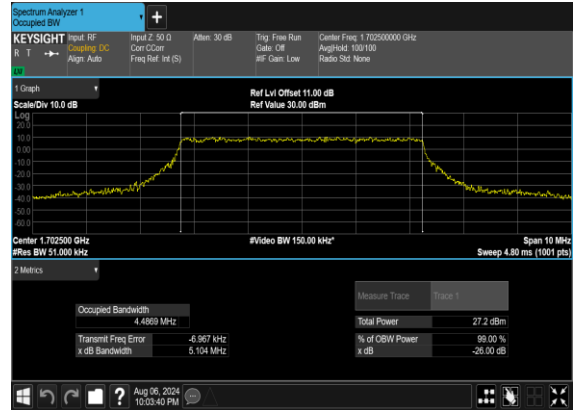 Spectrum Analyzer 1
Occupied BW
+
KEYSIGHT
R T
LM
Input: RF
Coupling: DC
Align: Auto
Input Z: 50 Ω
Corr CCorr
Freq Ref: Int (S)
Atten: 30 dB
Trig: Free Run
Gate: Off
#IF Gain: Low
Center Freq: 1.702500000 GHz
Avg|Hold: 100/100
Radio Std: None
1 Graph
Scale/Div 10.0 dB
Ref Lvl Offset 11.00 dB
Ref Value 30.00 dBm
Log
20.0
10.0
0.00
-10.0
-20.0
-30.0
-40.0
-50.0
-60.0
Center 1.702500 GHz
#Res BW 51.000 kHz
#Video BW 150.00 kHz*
Span 10 MHz
Sweep 4.80 ms (1001 pts)
2 Metrics
Measure Trace
Trace 1
Occupied Bandwidth
4.4869 MHz
Total Power 27.2 dBm
Transmit Freq Error -6.967 kHz
x dB Bandwidth 5.104 MHz
% of OBW Power 99.00 %
x dB -26.00 dB
?
Aug 06, 2024
10:03:40 PM